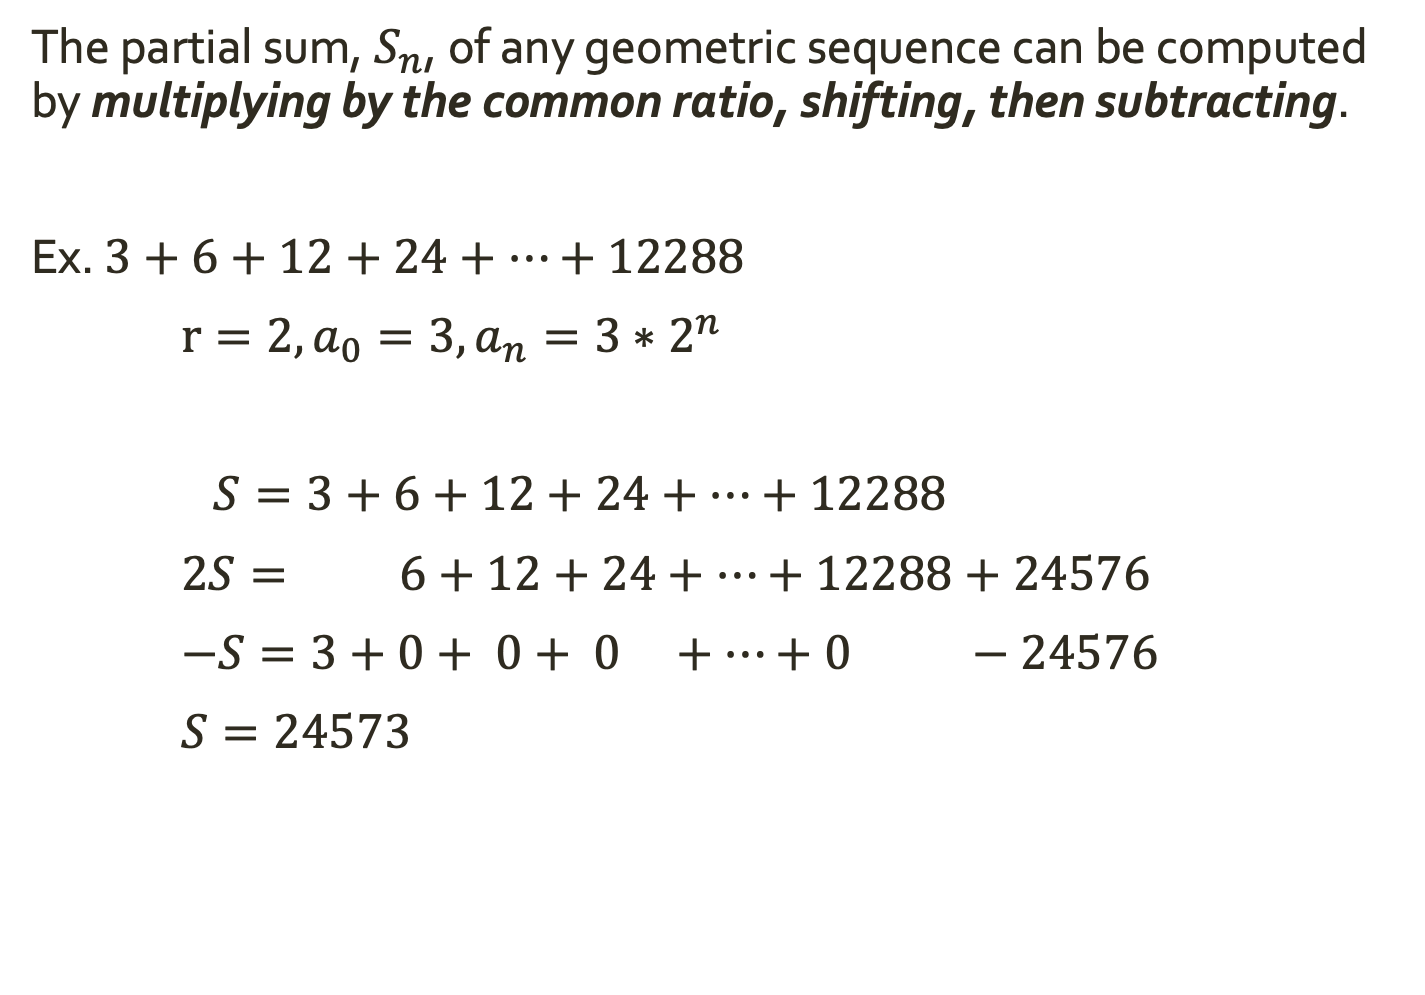 The partial sum, Sₙ, of any geometric sequence can be computed
by multiplying by the common ratio, shifting, then subtracting.
Ex. 3 + 6 + 12 + 24 + ⋯ + 12288
r = 2, a₀ = 3, aₙ = 3 ∗ 2ⁿ
S = 3 + 6 + 12 + 24 + ⋯ + 12288
2S = 6 + 12 + 24 + ⋯ + 12288 + 24576
−S = 3 + 0 + 0 + 0 + ⋯ + 0 − 24576
S = 24573